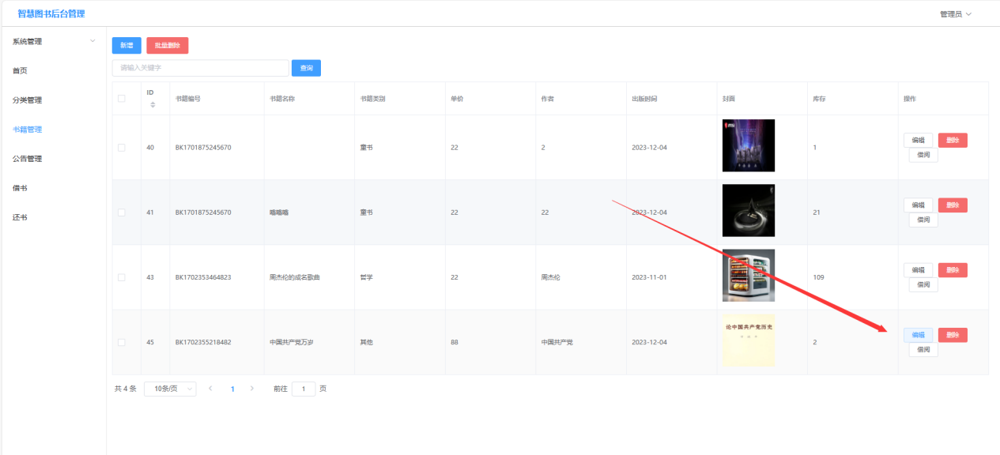 智慧图书后台管理
管理员
系统管理
首页
分类管理
书籍管理
公告管理
借书
还书
新增 批量删除
请输入关键字 查询
ID 书籍编号 书籍名称 书籍类别 单价 作者 出版时间 封面 库存 操作
40 BK1701875245670 童书 22 2 2023-12-04 1 编辑 删除
借阅
41 BK1701875245670 咯咯咯 童书 22 22 2023-12-04 21 编辑 删除
借阅
43 BK1702353464823 周杰伦的成名歌曲 哲学 22 周杰伦 2023-11-01 109 编辑 删除
借阅
45 BK1702355218482 中国共产党万岁 其他 88 中国共产党 2023-12-04 论中国共产党历史 2 编辑 删除
借阅
共 4 条 10条/页 1 前往 1 页